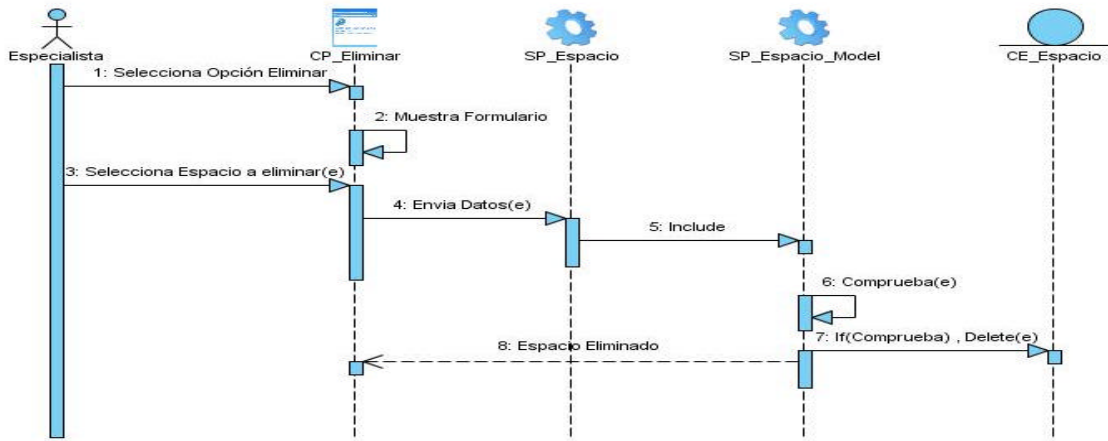 Especialista
CP_Eliminar
SP_Espacio
SP_Espacio_Model
CE_Espacio
1: Selecciona Opción Eliminar
2: Muestra Formulario
3: Selecciona Espacio a eliminar(e)
4: Envia Datos(e)
5: Include
6: Comprueba(e)
7: If(Comprueba) , Delete(e)
8: Espacio Eliminado